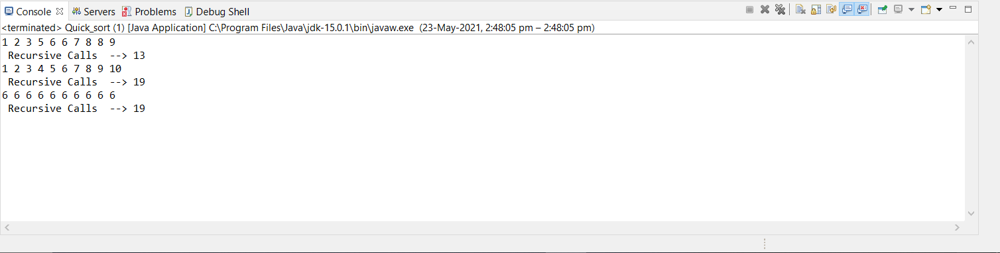 Console Servers Problems Debug Shell
<terminated> Quick_sort (1) [Java Application] C:\Program Files\Java\jdk-15.0.1\bin\javaw.exe (23-May-2021, 2:48:05 pm – 2:48:05 pm)
1 2 3 5 6 6 7 8 8 9
Recursive Calls --> 13
1 2 3 4 5 6 7 8 9 10
Recursive Calls --> 19
6 6 6 6 6 6 6 6 6 6
Recursive Calls --> 19